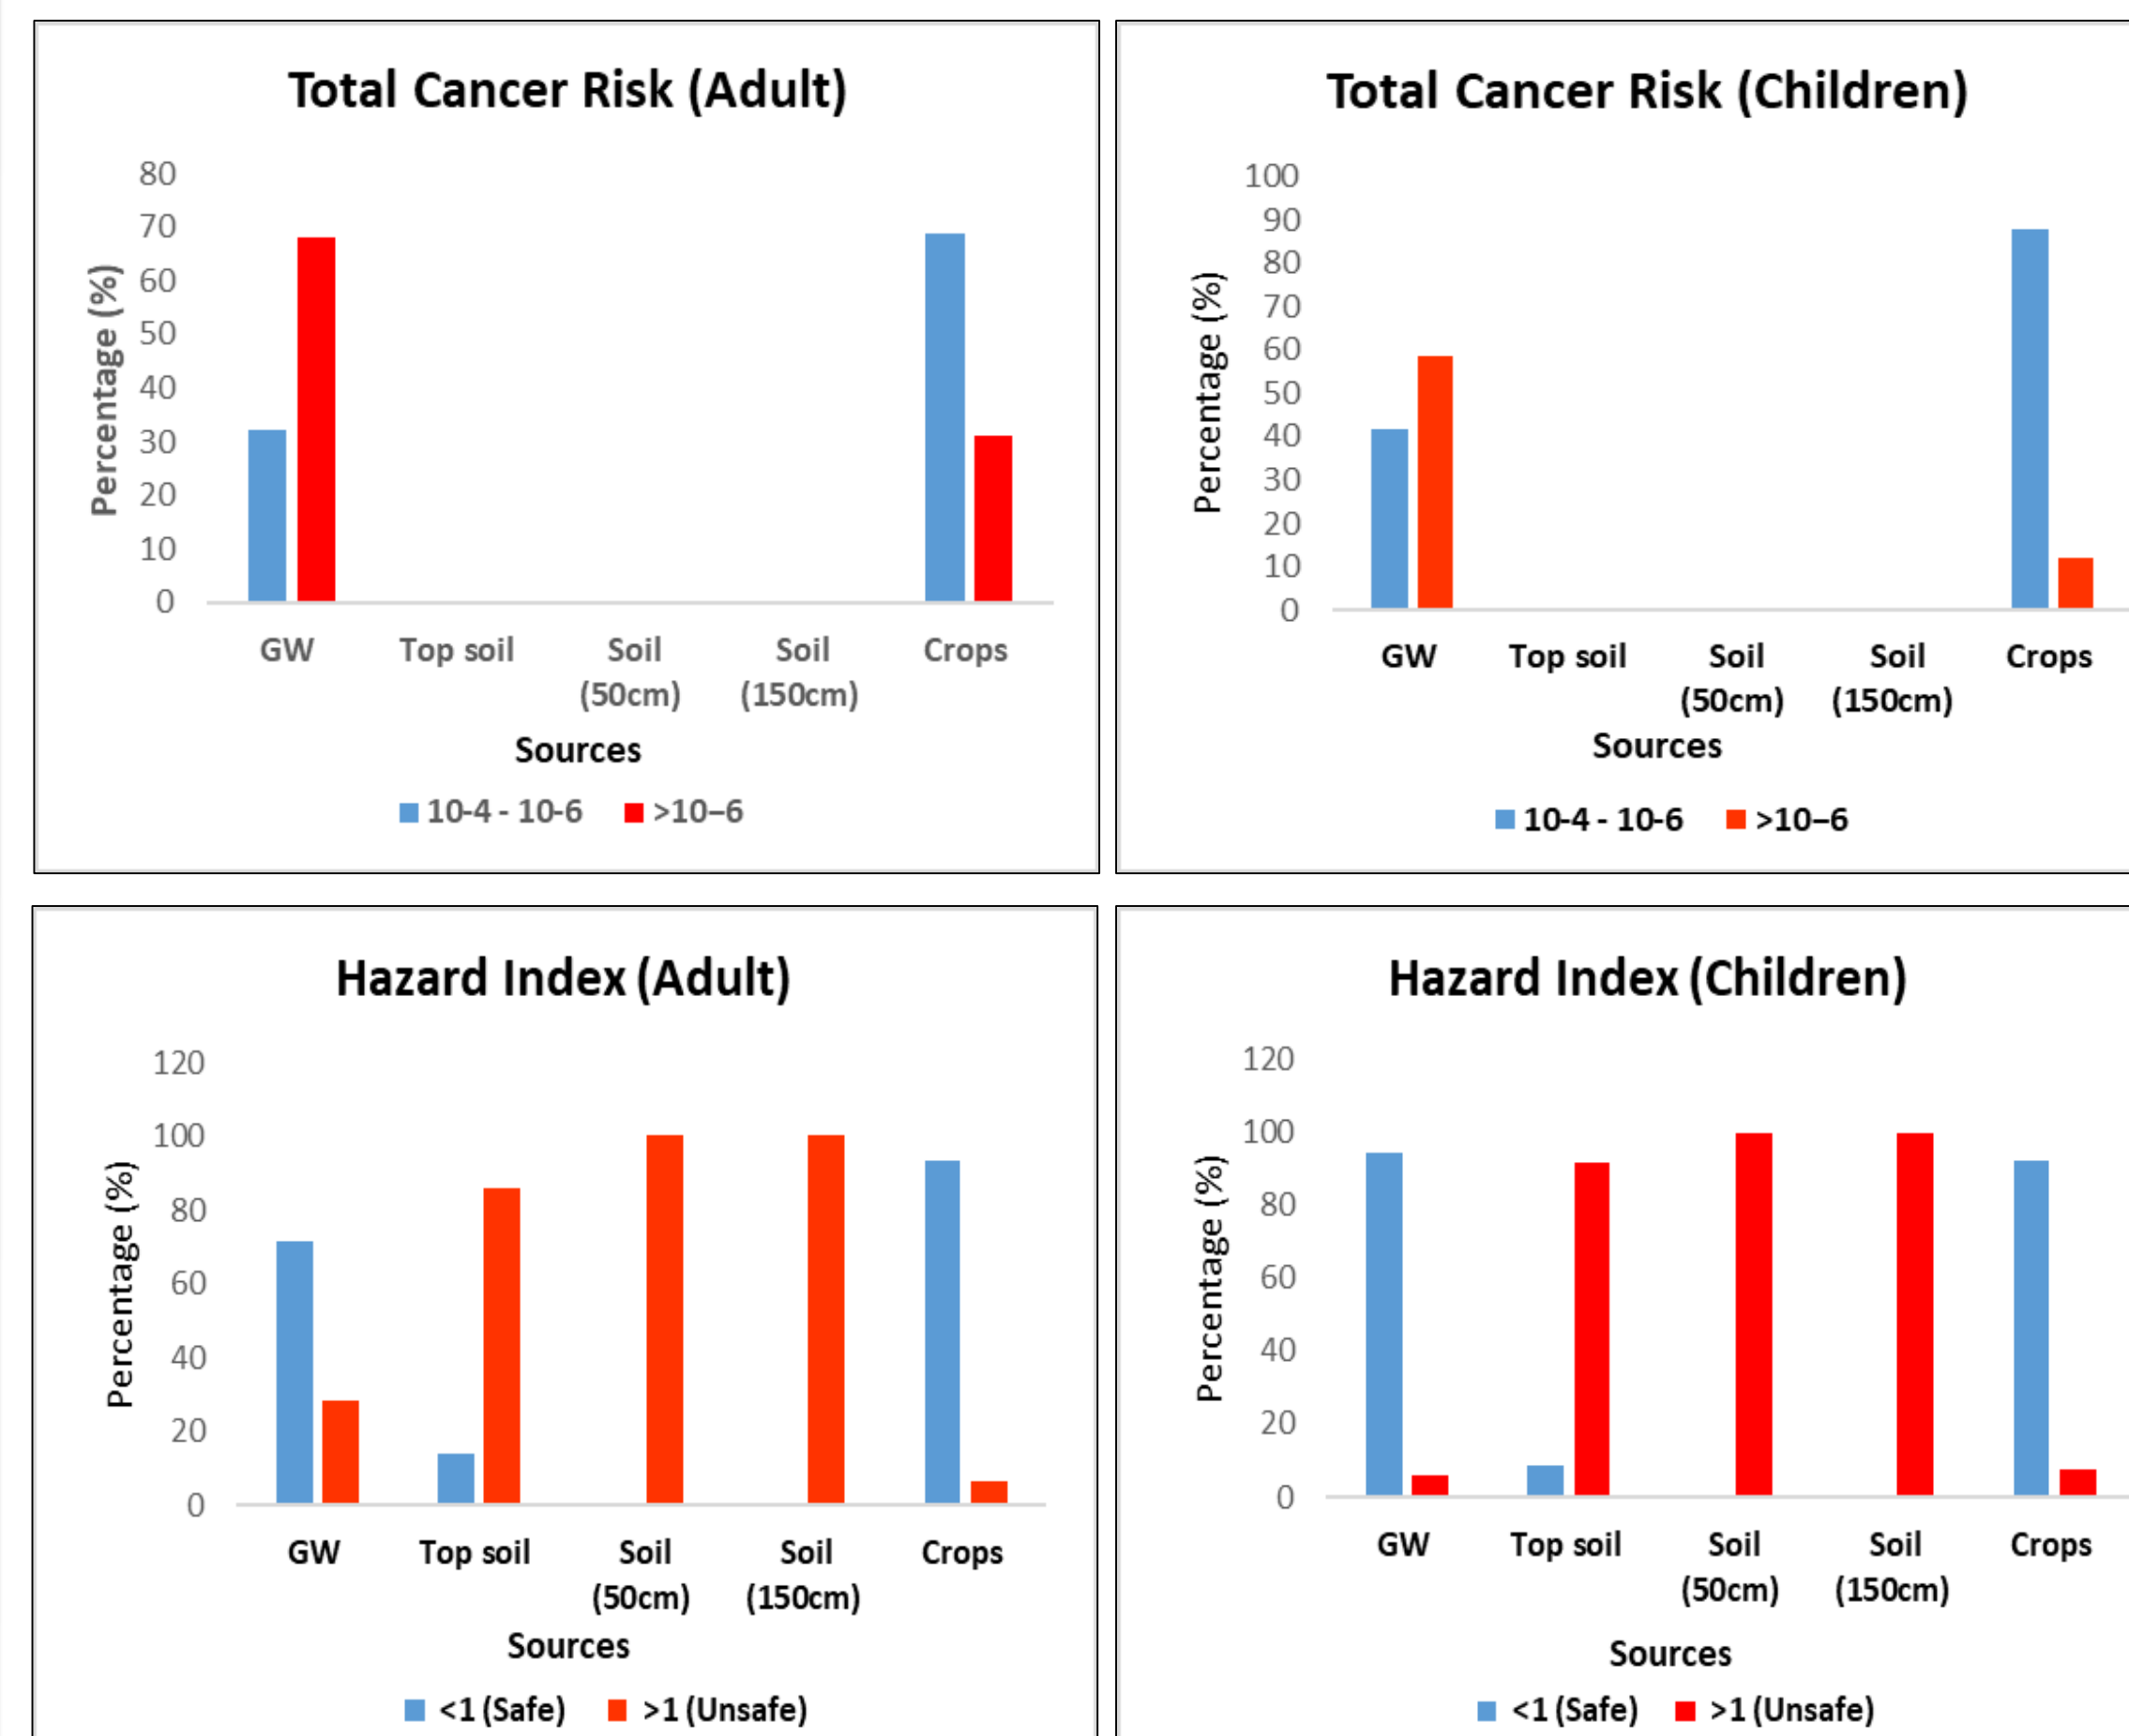 Total Cancer Risk (Adult)
80
70
60
50
40
30
20
10
0
Percentage (%)
GW
Top soil
Soil
(50cm)
Soil
(150cm)
Crops
Sources
10-4 - 10-6
>10–6
Total Cancer Risk (Children)
100
90
80
70
60
50
40
30
20
10
0
Percentage (%)
GW
Top soil
Soil
(50cm)
Soil
(150cm)
Crops
Sources
10-4 - 10-6
>10–6
Hazard Index (Adult)
120
100
80
60
40
20
0
Percentage (%)
GW
Top soil
Soil
(50cm)
Soil
(150cm)
Crops
Sources
<1 (Safe)
>1 (Unsafe)
Hazard Index (Children)
120
100
80
60
40
20
0
Percentage (%)
GW
Top soil
Soil
(50cm)
Soil
(150cm)
Crops
Sources
<1 (Safe)
>1 (Unsafe)